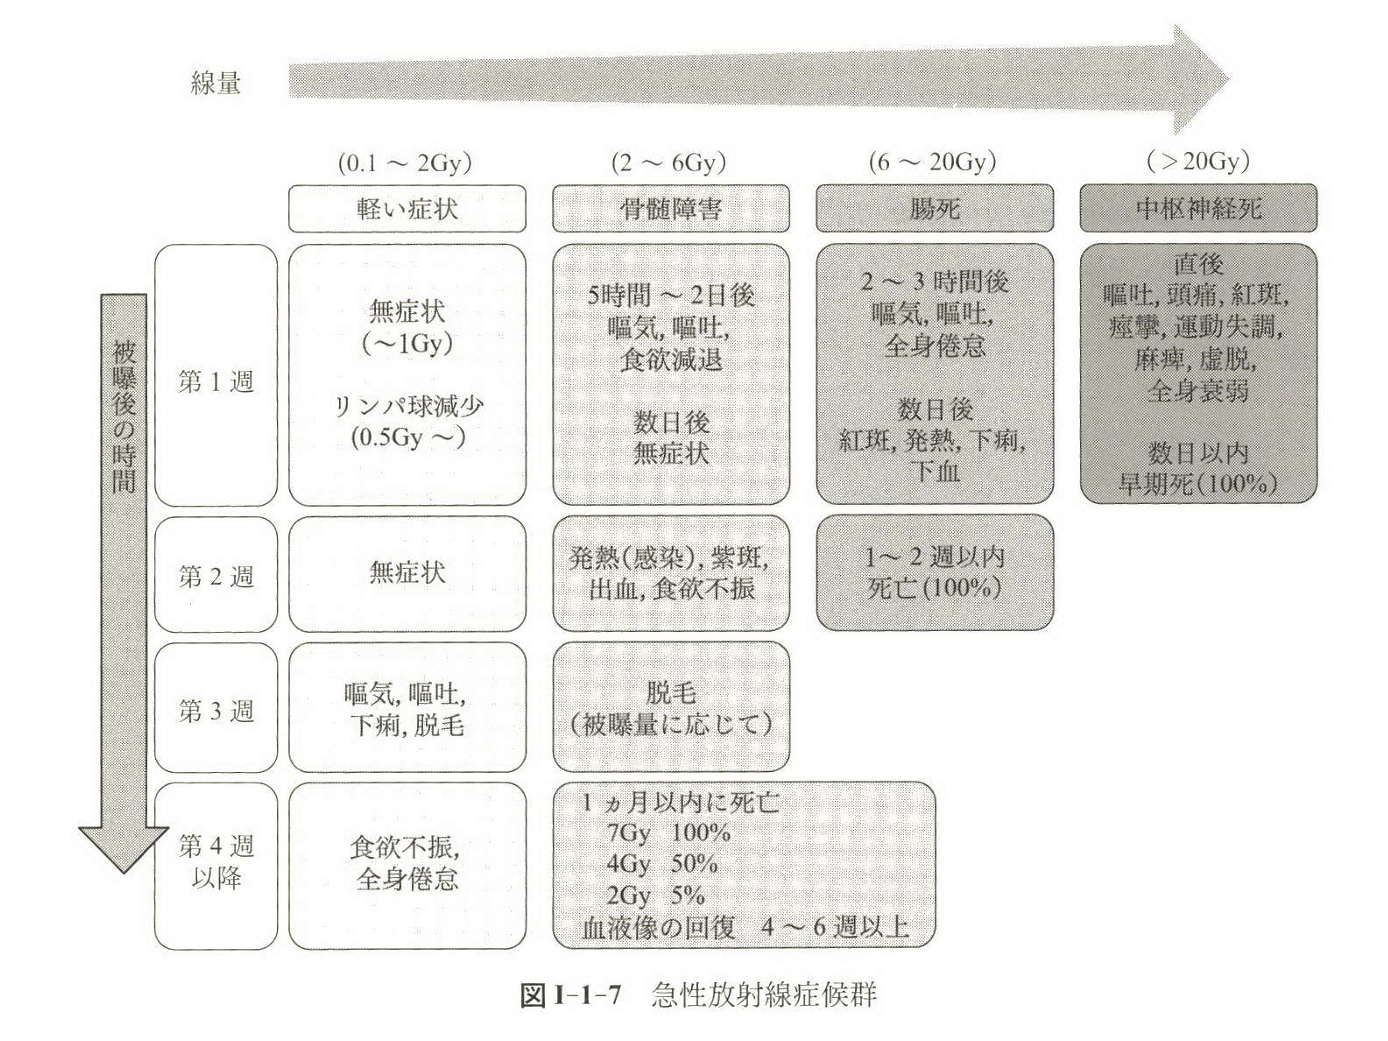 線量
(0.1 ～ 2Gy)
(2 ～ 6Gy)
(6 ～ 20Gy)
(＞20Gy)
軽い症状
骨髄障害
腸死
中枢神経死
被曝後の時間
第 1 週
無症状
(～1Gy)
リンパ球減少
(0.5Gy ～)
5時間 ～ 2日後
嘔気, 嘔吐,
食欲減退
数日後
無症状
2 ～ 3 時間後
嘔気, 嘔吐,
全身倦怠
数日後
紅斑, 発熱, 下痢,
下血
直後
嘔吐, 頭痛, 紅斑,
痙攣, 運動失調,
麻痺, 虚脱,
全身衰弱
数日以内
早期死(100%)
第 2 週
無症状
発熱(感染), 紫斑,
出血, 食欲不振
1～ 2 週以内
死亡(100%)
第 3 週
嘔気, 嘔吐,
下痢, 脱毛
脱毛
(被曝量に応じて)
第 4 週
以降
食欲不振,
全身倦怠
1 ヵ月以内に死亡
7Gy 100%
4Gy 50%
2Gy 5%
血液像の回復 4 ～ 6 週以上
図 I-1-7 急性放射線症候群